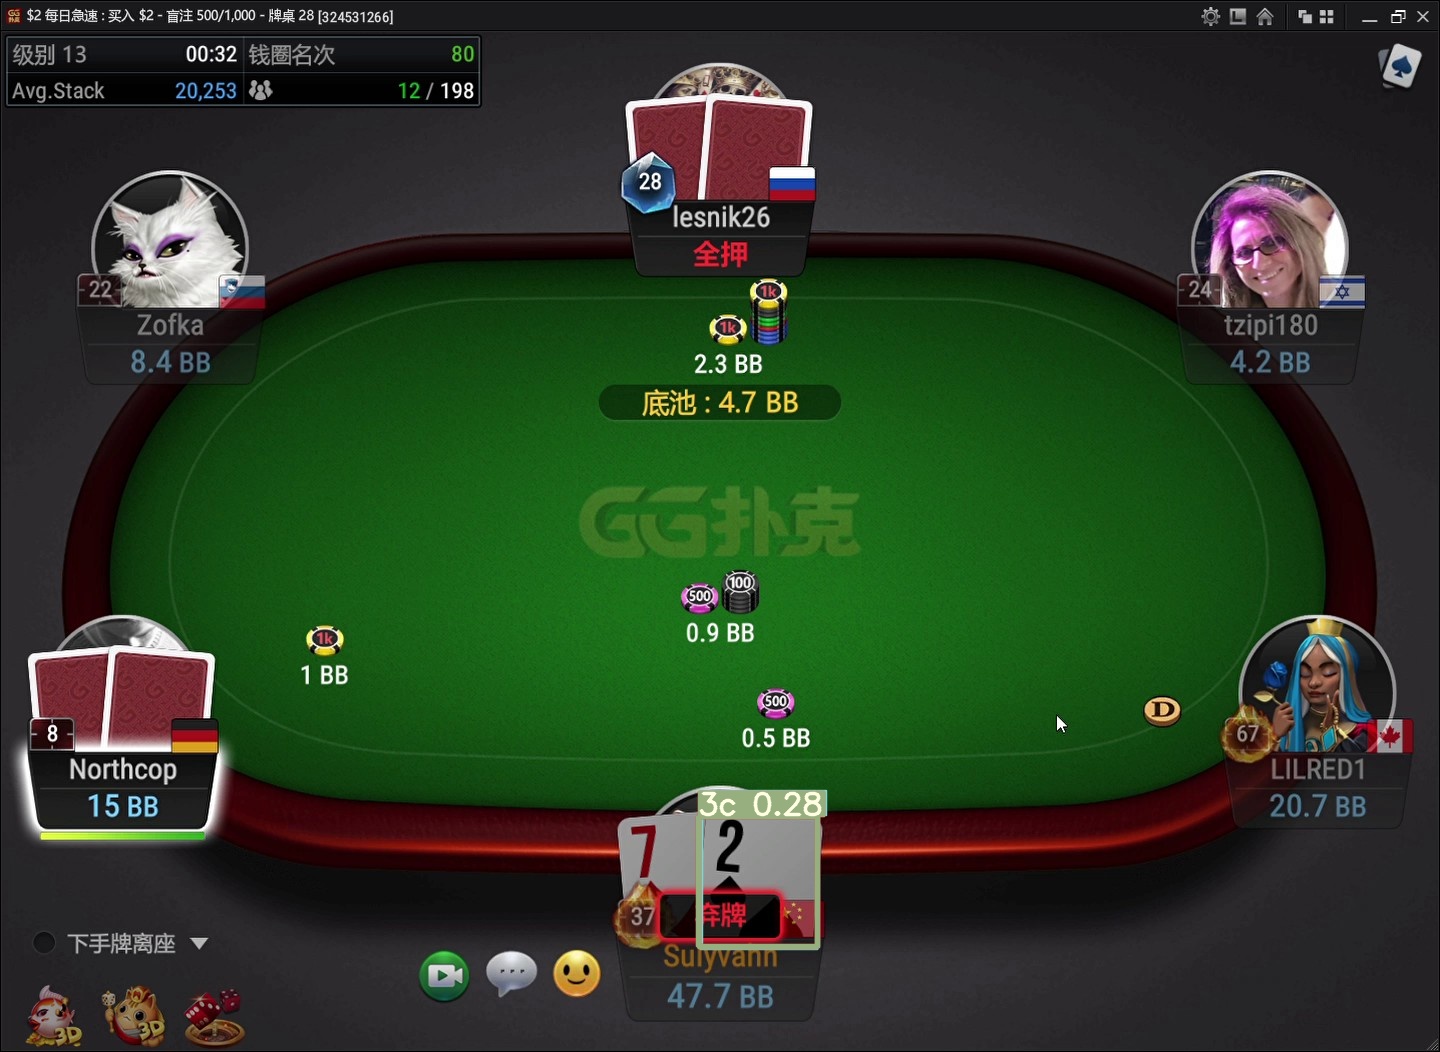 $2 每日急速 : 买入 $2 - 盲注 500/1,000 - 牌桌 28 [324531266]
级别 13 00:32 钱圈名次 80
Avg.Stack 20,253 12 / 198
28
lesnik26
全押
22
Zofka
8.4 BB
24
tzipi180
4.2 BB
1k
1k
2.3 BB
底池 : 4.7 BB
GG扑克
500 100
0.9 BB
1k
1 BB
500
0.5 BB
D
8
Northcop
15 BB
67
LILRED1
20.7 BB
3c 0.28
7 2
37 弃牌
Sulyvahn
47.7 BB
下手牌离座
3D 3D